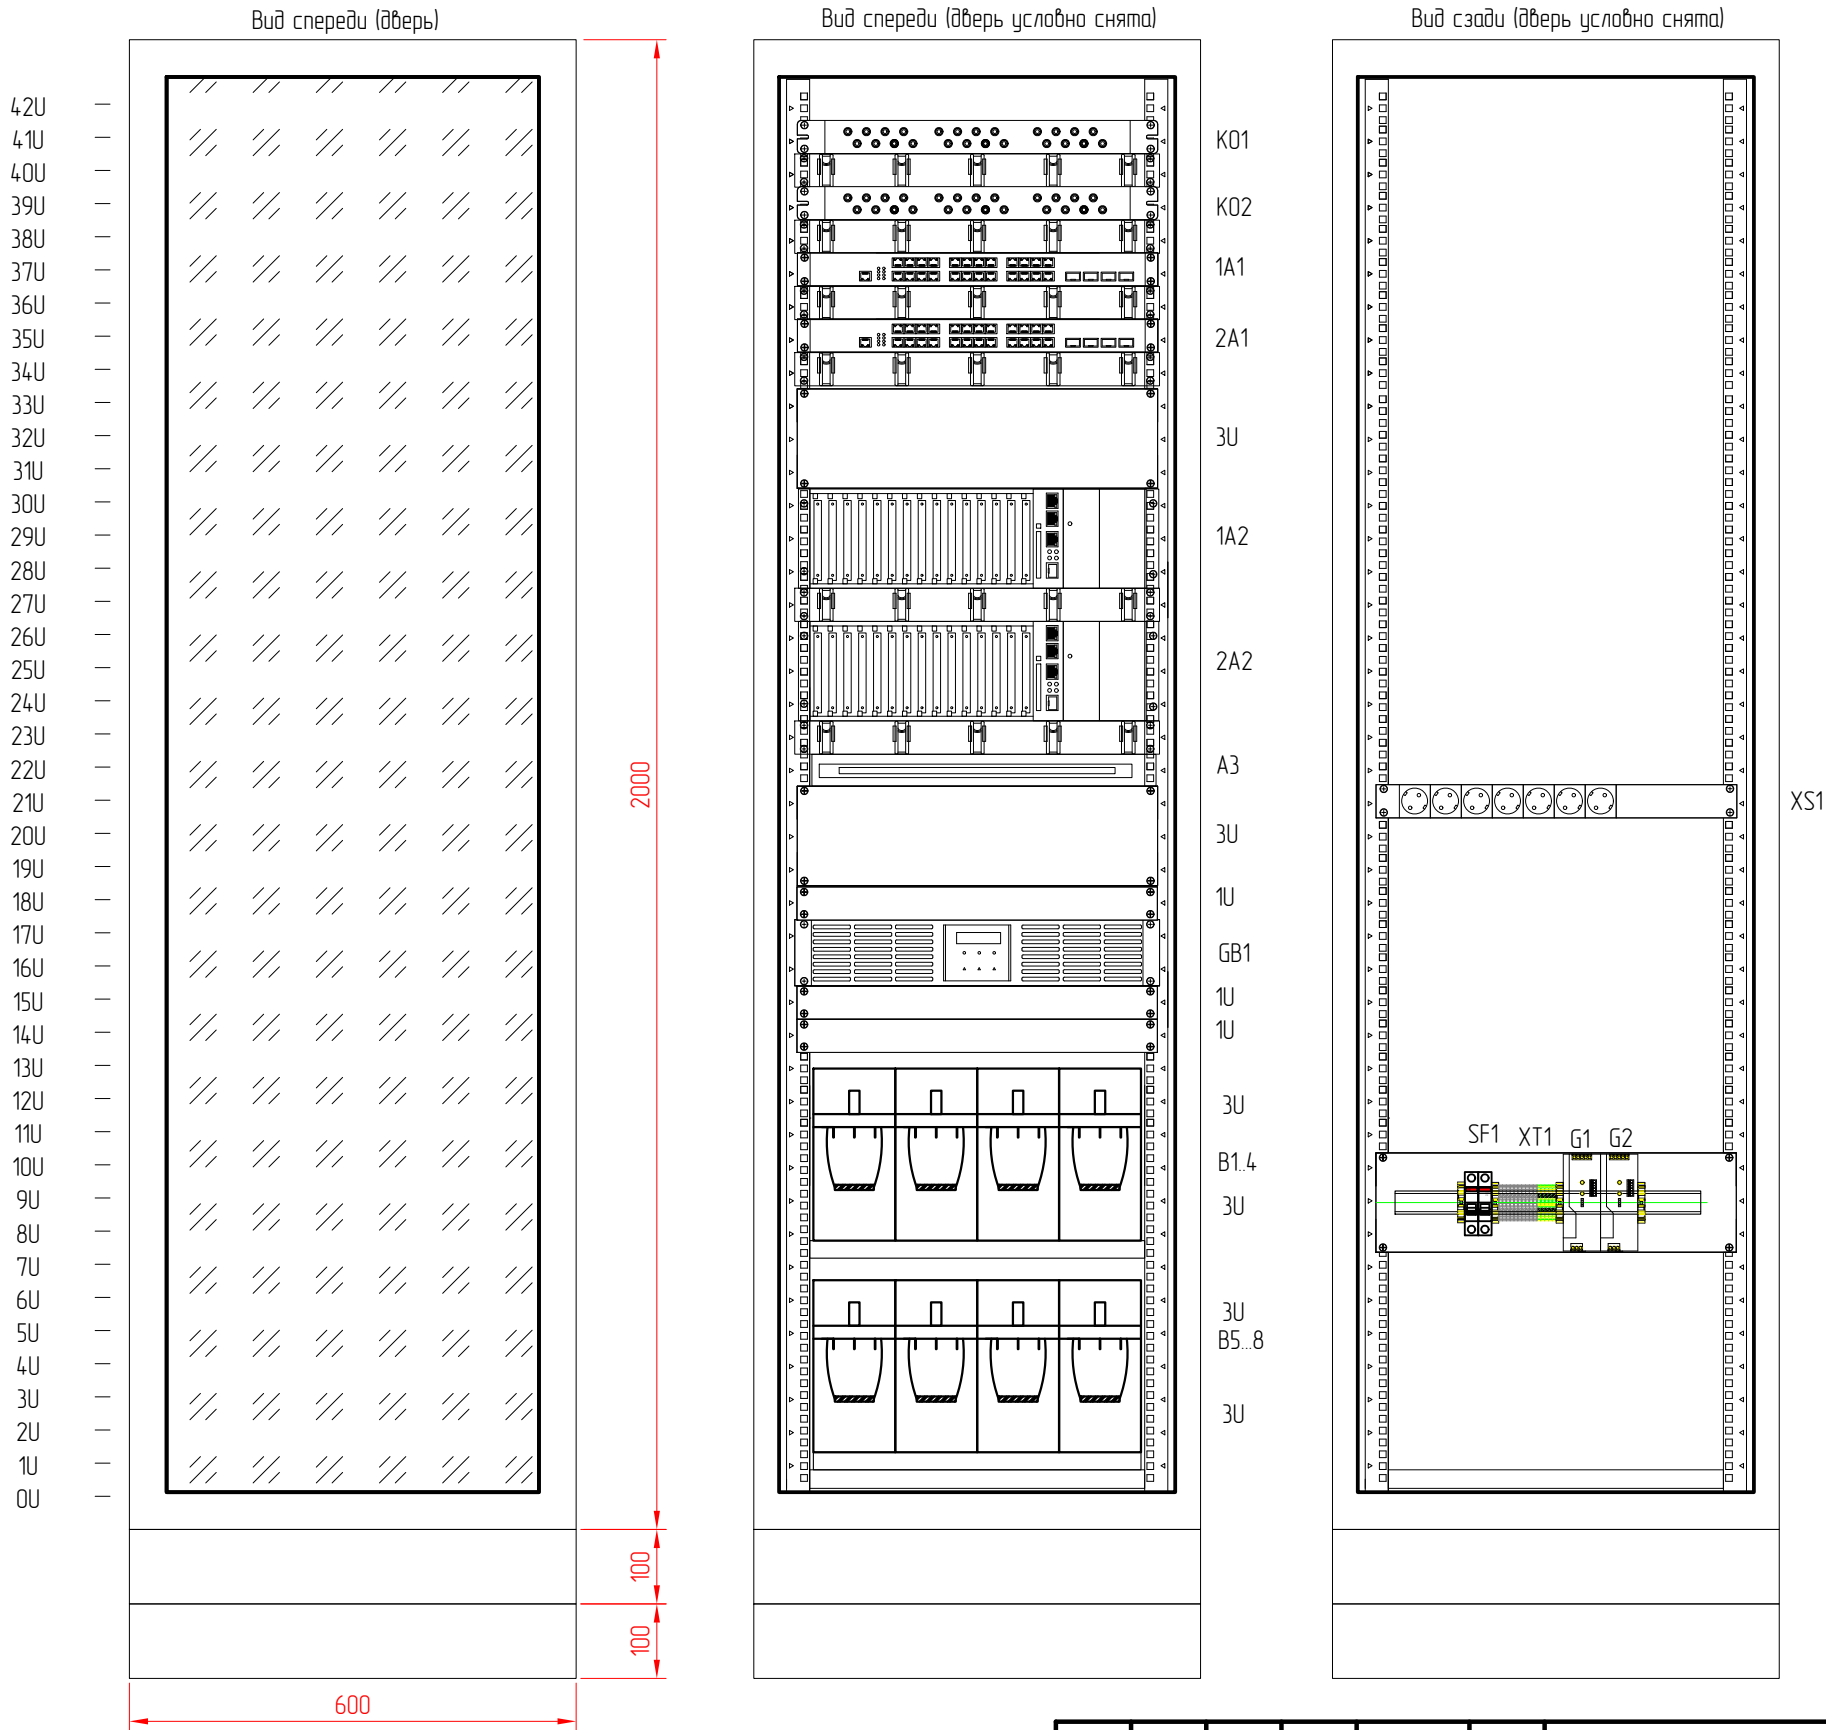 Вид спереди (дверь)
Вид спереди (дверь условно снята)
Вид сзади (дверь условно снята)
42U
41U
40U
39U
38U
37U
36U
35U
34U
33U
32U
31U
30U
29U
28U
27U
26U
25U
24U
23U
22U
21U
20U
19U
18U
17U
16U
15U
14U
13U
12U
11U
10U
9U
8U
7U
6U
5U
4U
3U
2U
1U
0U
2000
100
100
600
КО1
КО2
1A1
2A1
3U
1A2
2A2
A3
3U
1U
GB1
1U
1U
3U
B1..4
3U
3U
B5...8
3U
XS1
SF1 XT1 G1 G2